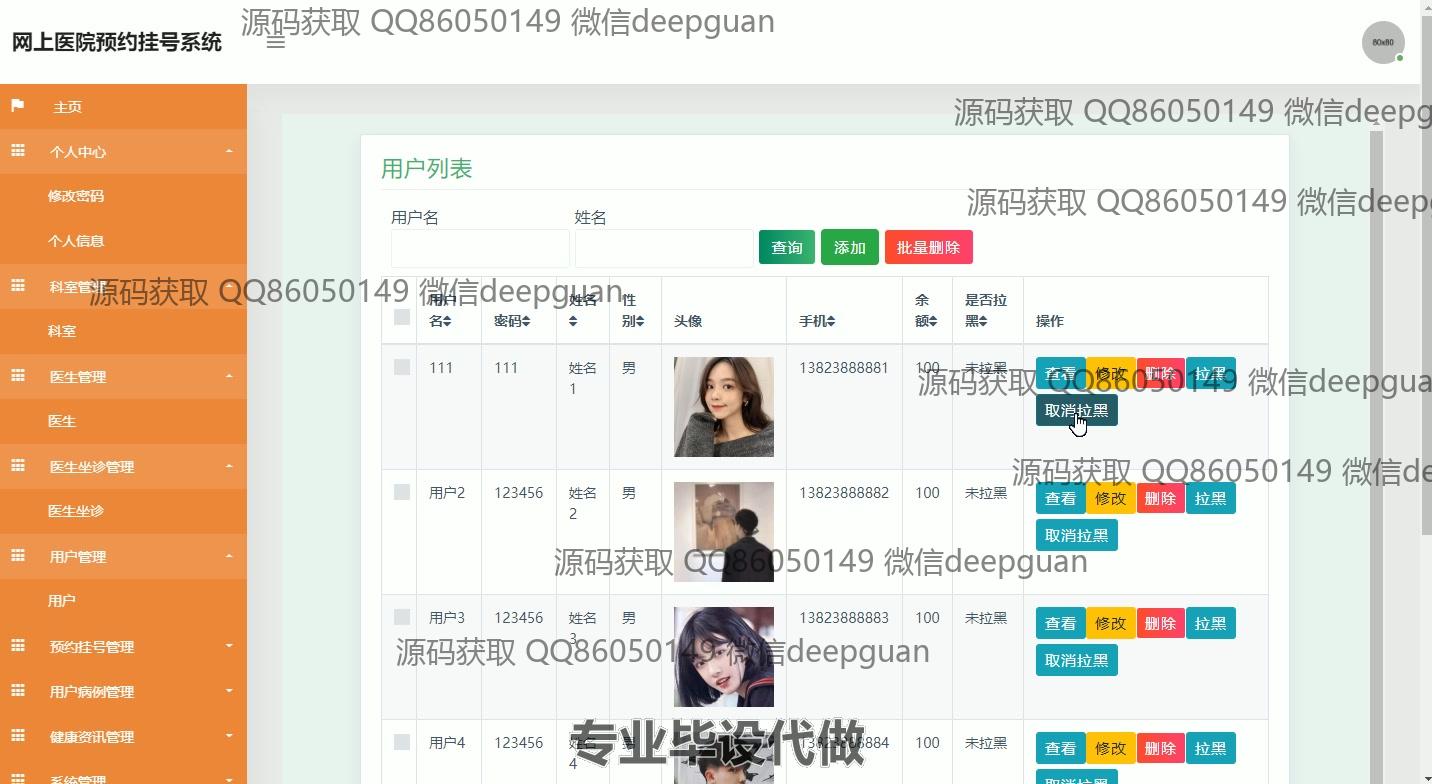 源码获取 QQ86050149 微信deepguan
网上医院预约挂号系统
80x80
主页
个人中心
修改密码
个人信息
科室管理
科室
医生管理
医生
医生坐诊管理
医生坐诊
用户管理
用户
预约挂号管理
用户病例管理
健康资讯管理
系统管理
源码获取 QQ86050149 微信deepg
用户列表
源码获取 QQ86050149 微信deep
用户名 姓名
查询 添加 批量删除
源码获取 QQ86050149 微信deepguan
用户名 密码 姓名 性别 头像 手机 余额 是否拉黑 操作
111 111 姓名1 男 13823888881 100 未拉黑 查看 修改 删除 拉黑
源码获取 QQ86050149 微信deepgua
取消拉黑
源码获取 QQ86050149 微信de
用户2 123456 姓名2 男 13823888882 100 未拉黑 查看 修改 删除 拉黑
取消拉黑
源码获取 QQ86050149 微信deepguan
用户3 123456 姓名3 男 13823888883 100 未拉黑 查看 修改 删除 拉黑
取消拉黑
源码获取 QQ86050149 微信deepguan
用户4 123456 姓名4 男 13823888884 100 未拉黑 查看 修改 删除 拉黑
取消拉黑
专业毕设代做